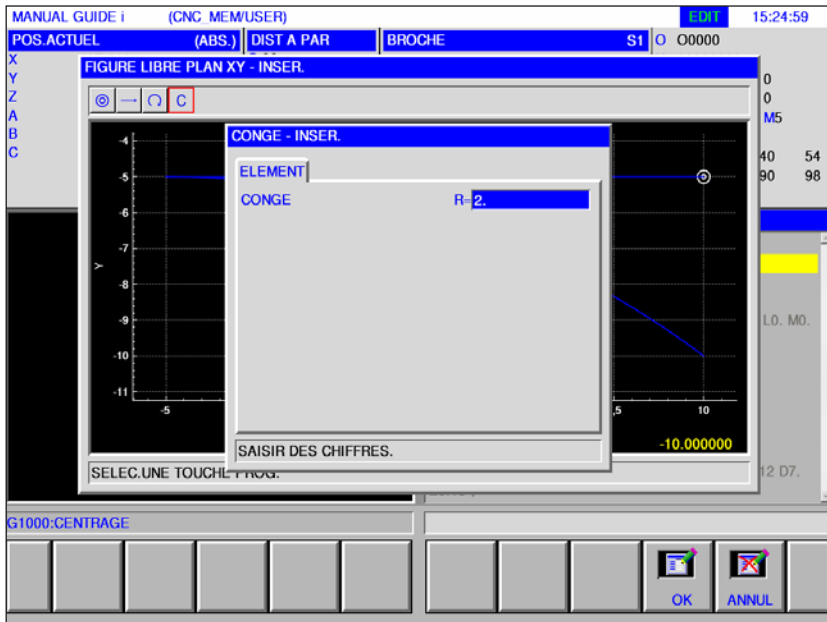 MANUAL GUIDE i (CNC_MEM/USER) EDIT 15:24:59
POS.ACTUEL (ABS.) DIST A PAR BROCHE S1 O O0000
X
Y
Z
A
B
C
0
0
M5
40 54
90 98
FIGURE LIBRE PLAN XY - INSER.
C
CONGE - INSER.
ELEMENT
CONGE R=2.
-4
-5
-6
-7
Y
-8
-9
-10
-11
-5 ,5 10
-10.000000
L0. M0.
12 D7.
SAISIR DES CHIFFRES.
SELEC.UNE TOUCHE PROG.
G1000:CENTRAGE
OK ANNUL